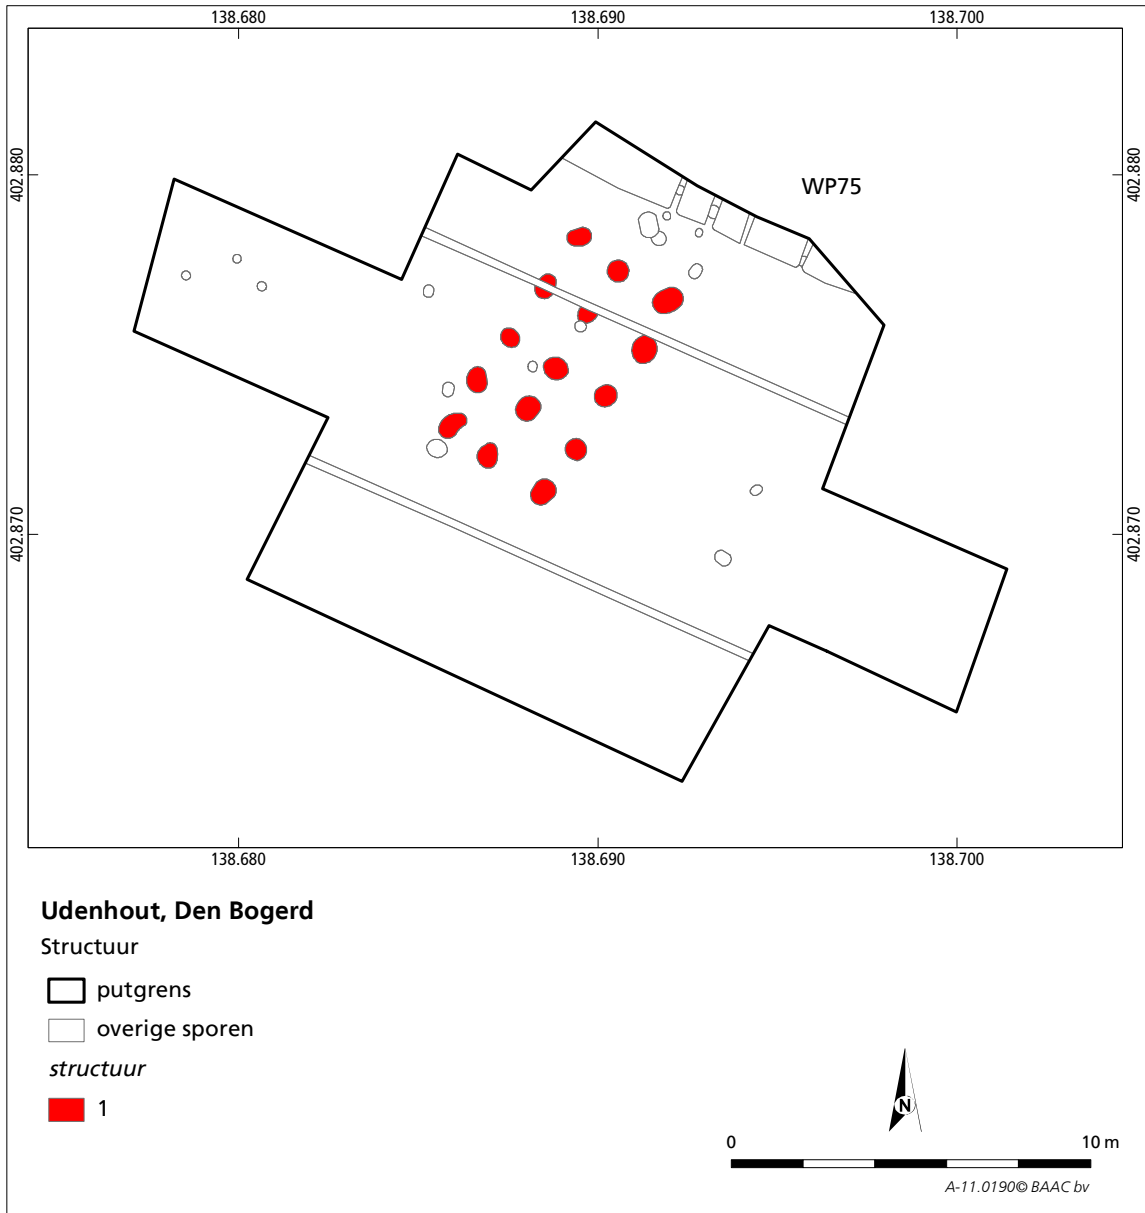 138.680 138.690 138.700
402.880 402.880
WP75
402.870 402.870
138.680 138.690 138.700
Udenhout, Den Bogerd
Structuur
putgrens
overige sporen
structuur
1
N
0 10 m
A-11.0190© BAAC bv